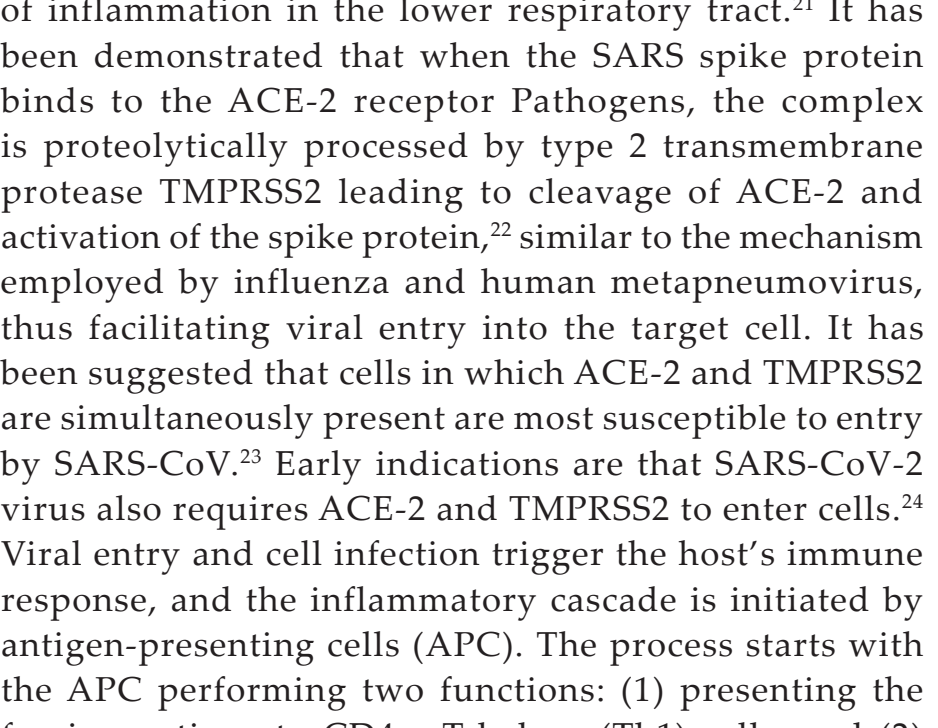 of inflammation in the lower respiratory tract.²¹ It has
been demonstrated that when the SARS spike protein
binds to the ACE-2 receptor Pathogens, the complex
is proteolytically processed by type 2 transmembrane
protease TMPRSS2 leading to cleavage of ACE-2 and
activation of the spike protein,²² similar to the mechanism
employed by influenza and human metapneumovirus,
thus facilitating viral entry into the target cell. It has
been suggested that cells in which ACE-2 and TMPRSS2
are simultaneously present are most susceptible to entry
by SARS-CoV.²³ Early indications are that SARS-CoV-2
virus also requires ACE-2 and TMPRSS2 to enter cells.²⁴
Viral entry and cell infection trigger the host's immune
response, and the inflammatory cascade is initiated by
antigen-presenting cells (APC). The process starts with
the APC performing two functions: (1) presenting the